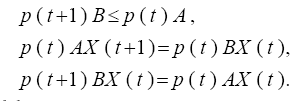 p(t+1)B≤p(t)A,
p(t)AX(t+1)=p(t)BX(t),
p(t+1)BX(t)=p(t)AX(t).